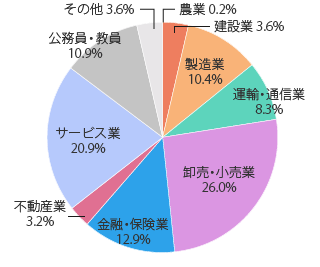 その他 3.6%
農業 0.2%
建設業 3.6%
公務員・教員
10.9%
製造業
10.4%
運輸・通信業
8.3%
サービス業
20.9%
卸売・小売業
26.0%
不動産業
3.2%
金融・保険業
12.9%